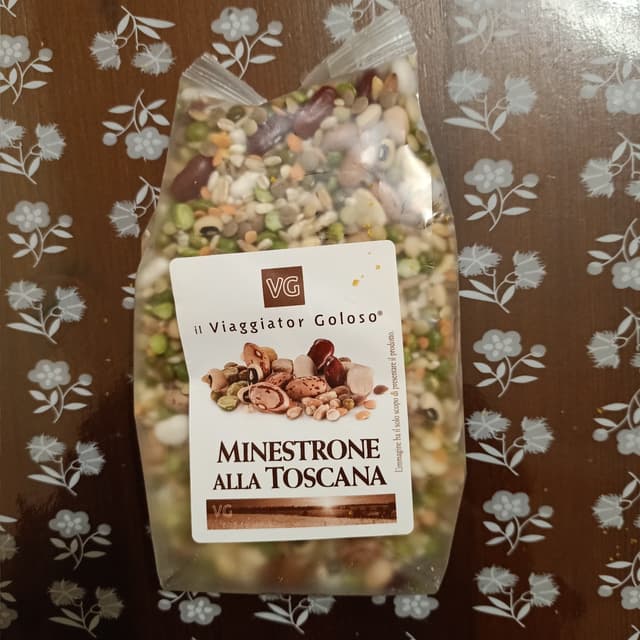 VG
il Viaggiator Goloso®
L'immagine ha il solo scopo di presentare il prodotto.
MINESTRONE
ALLA TOSCANA
VG